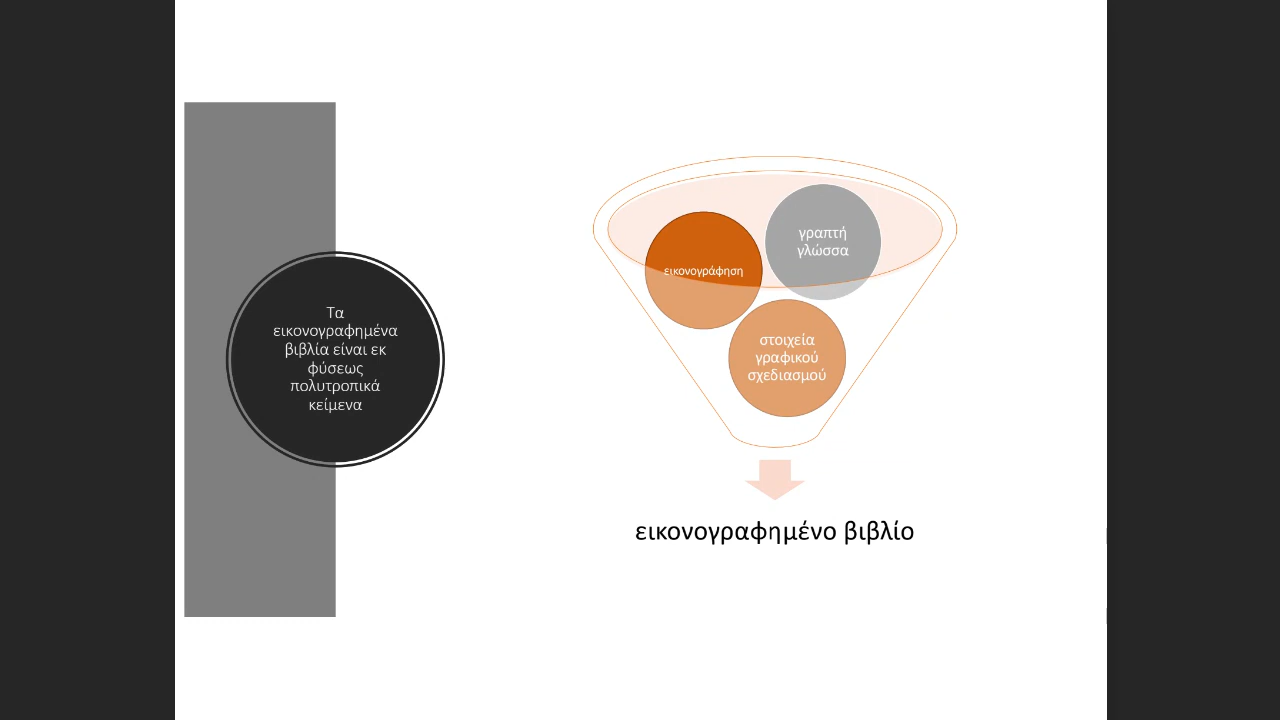 Τα
εικονογραφημένα
βιβλία είναι εκ
φύσεως
πολυτροπικά
κείμενα
γραπτή
γλώσσα
εικονογράφηση
στοιχεία
γραφικού
σχεδιασμού
εικονογραφημένο βιβλίο